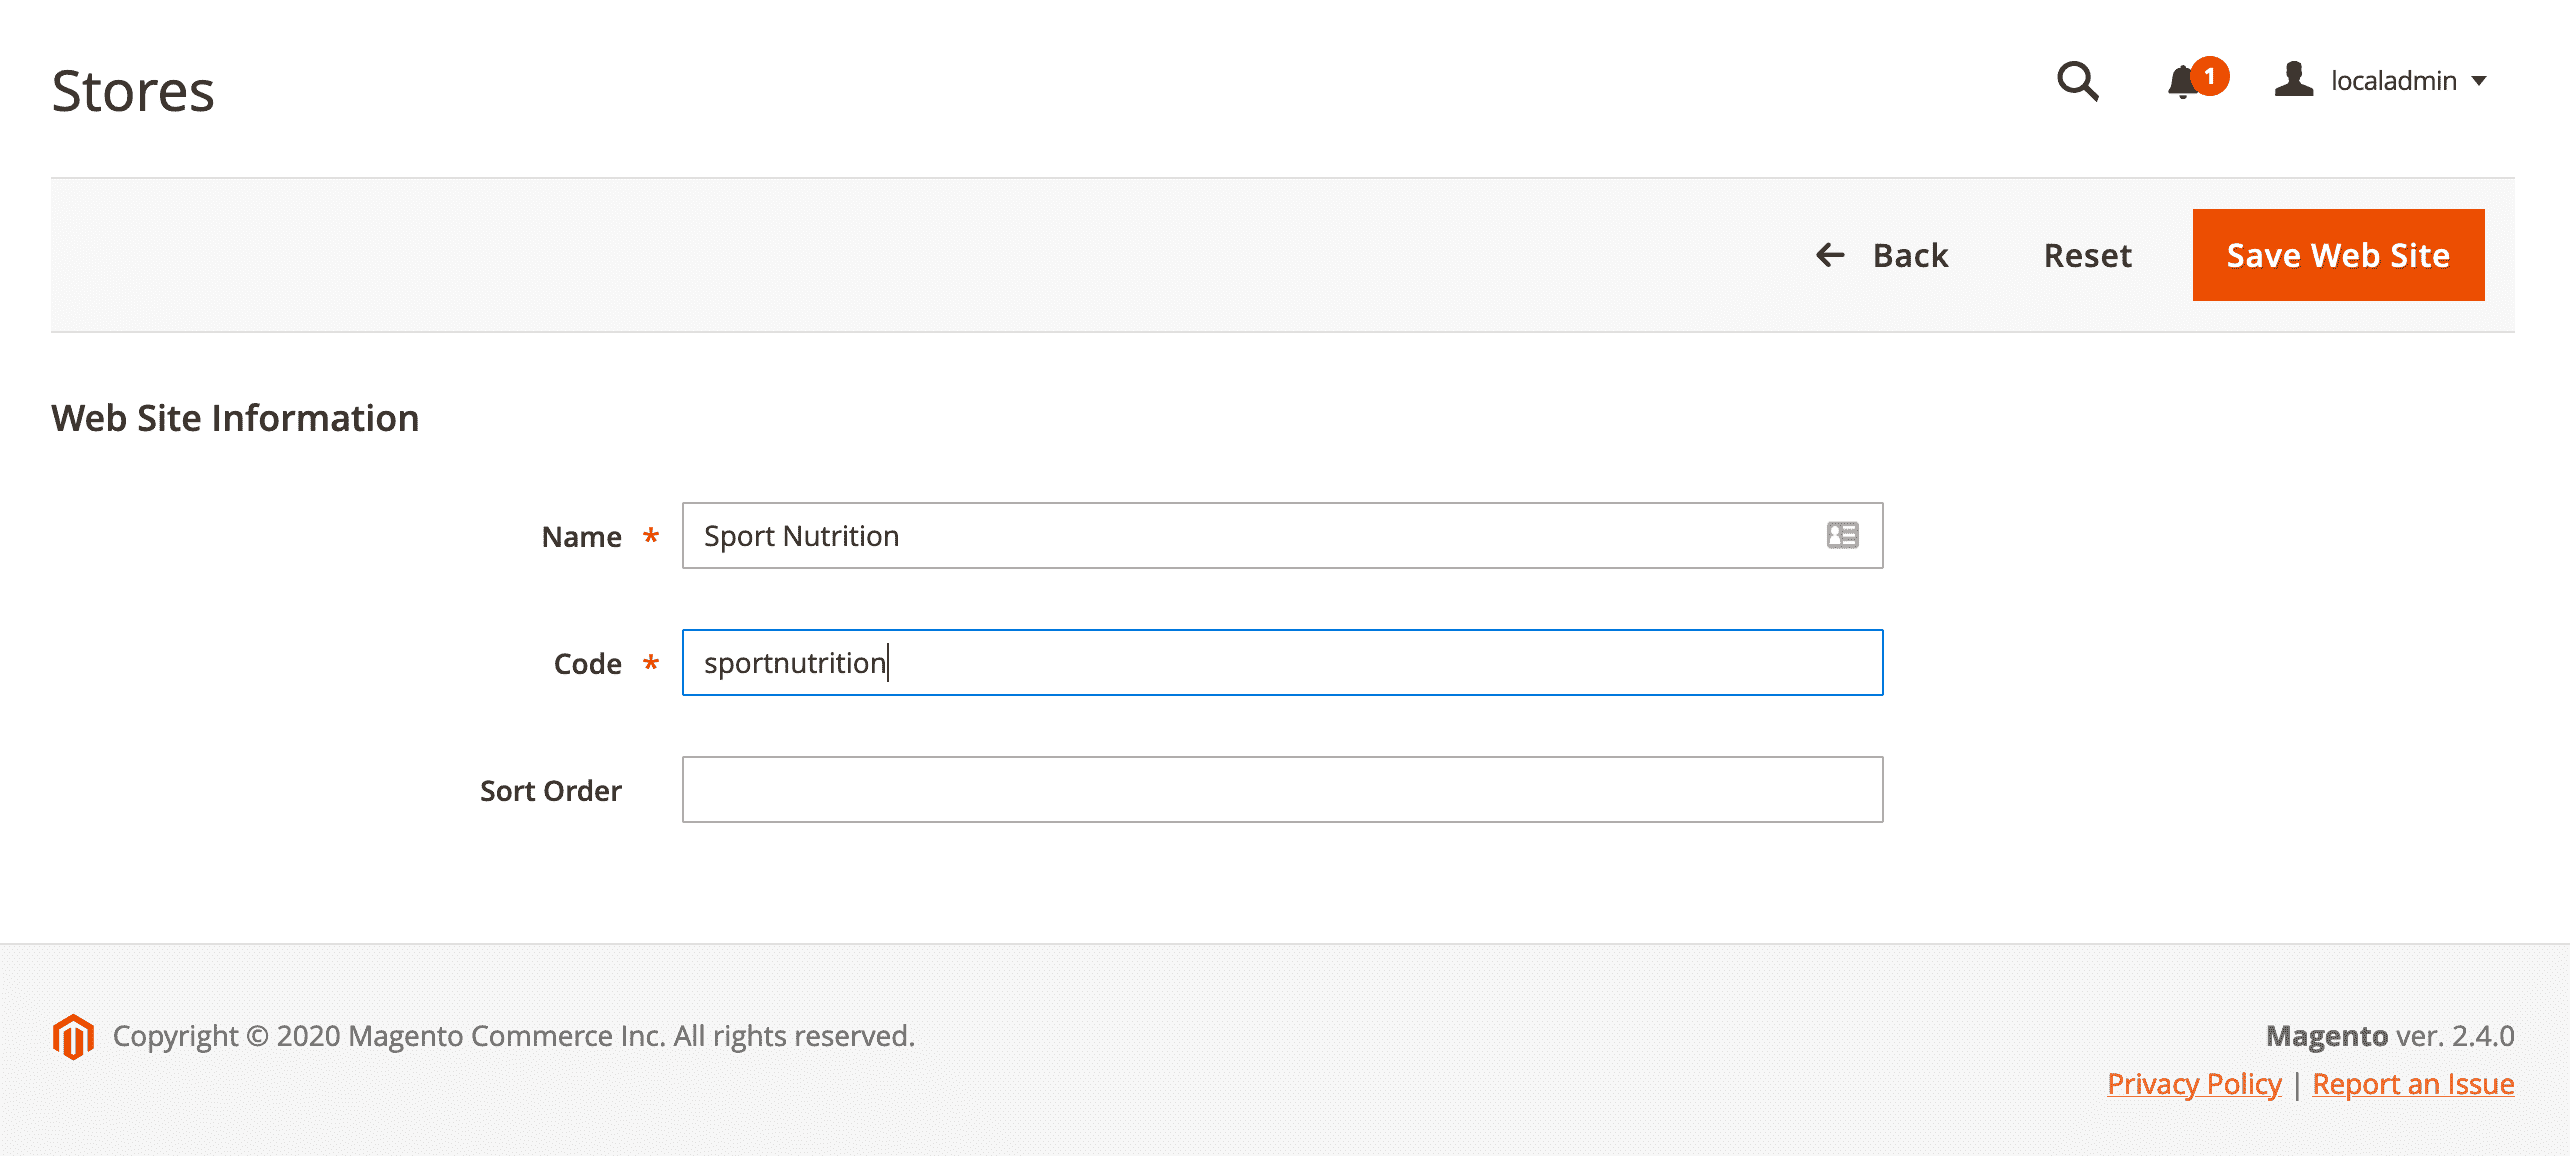 Stores
1
localadmin
Back
Reset
Save Web Site
Web Site Information
Name *
Sport Nutrition
Code *
sportnutrition
Sort Order
Copyright © 2020 Magento Commerce Inc. All rights reserved.
Magento ver. 2.4.0
Privacy Policy | Report an Issue